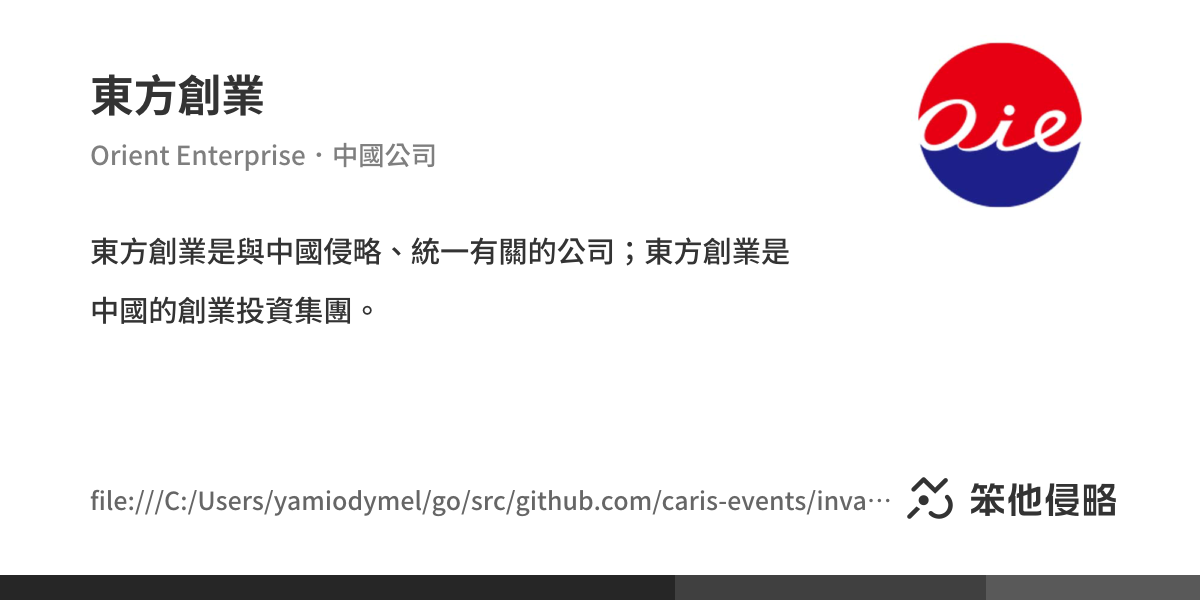 東方創業
Orient Enterprise・中國公司
Oie
東方創業是與中國侵略、統一有關的公司；東方創業是
中國的創業投資集團。
file:///C:/Users/yamiodymel/go/src/github.com/caris-events/inva…
笨他侵略